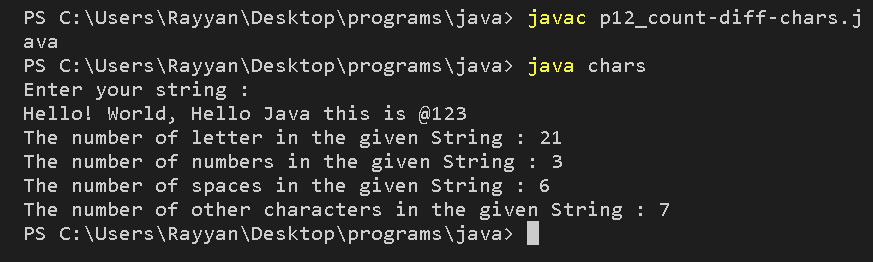 PS C:\Users\Rayyan\Desktop\programs\java> javac p12_count-diff-chars.j
ava
PS C:\Users\Rayyan\Desktop\programs\java> java chars
Enter your string :
Hello! World, Hello Java this is @123
The number of letter in the given String : 21
The number of numbers in the given String : 3
The number of spaces in the given String : 6
The number of other characters in the given String : 7
PS C:\Users\Rayyan\Desktop\programs\java>